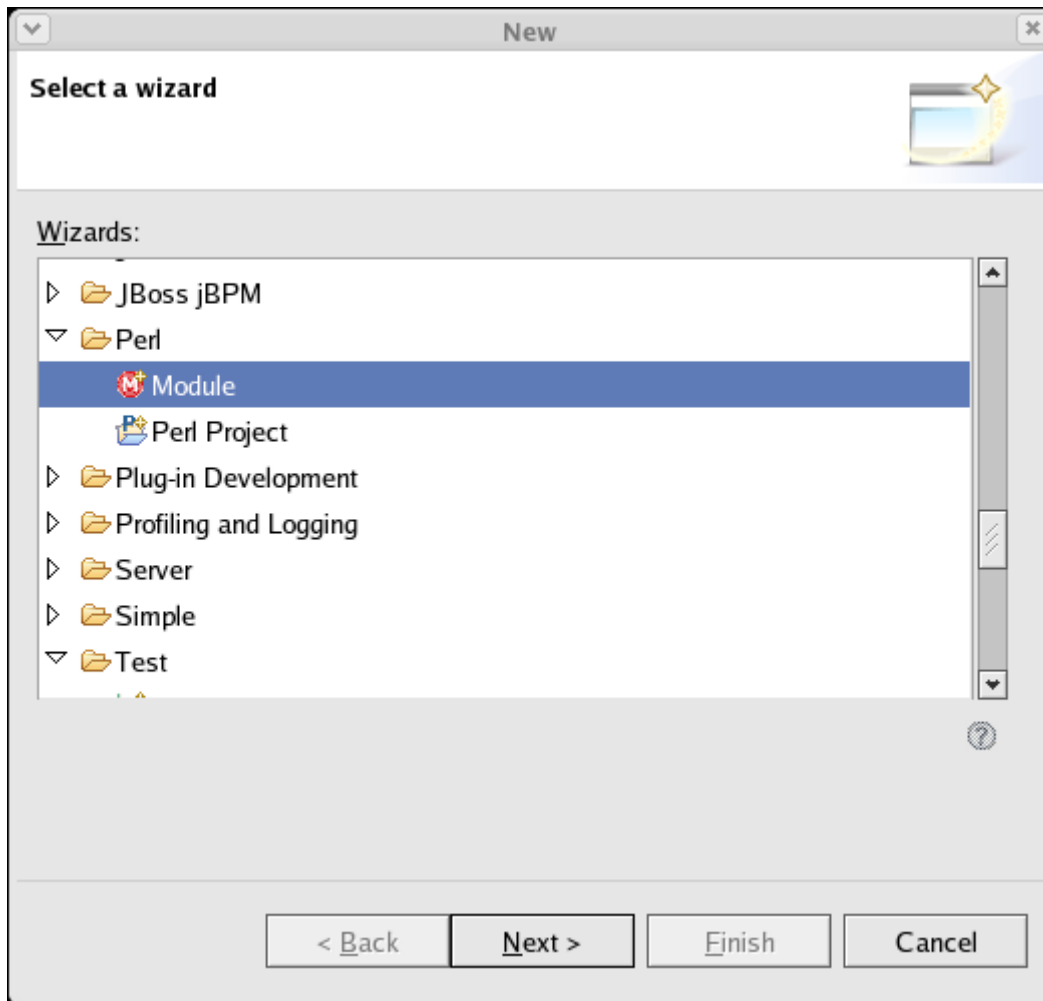 New
Select a wizard
Wizards:
JBoss jBPM
Perl
Module
Perl Project
Plug-in Development
Profiling and Logging
Server
Simple
Test
< Back Next > Finish Cancel